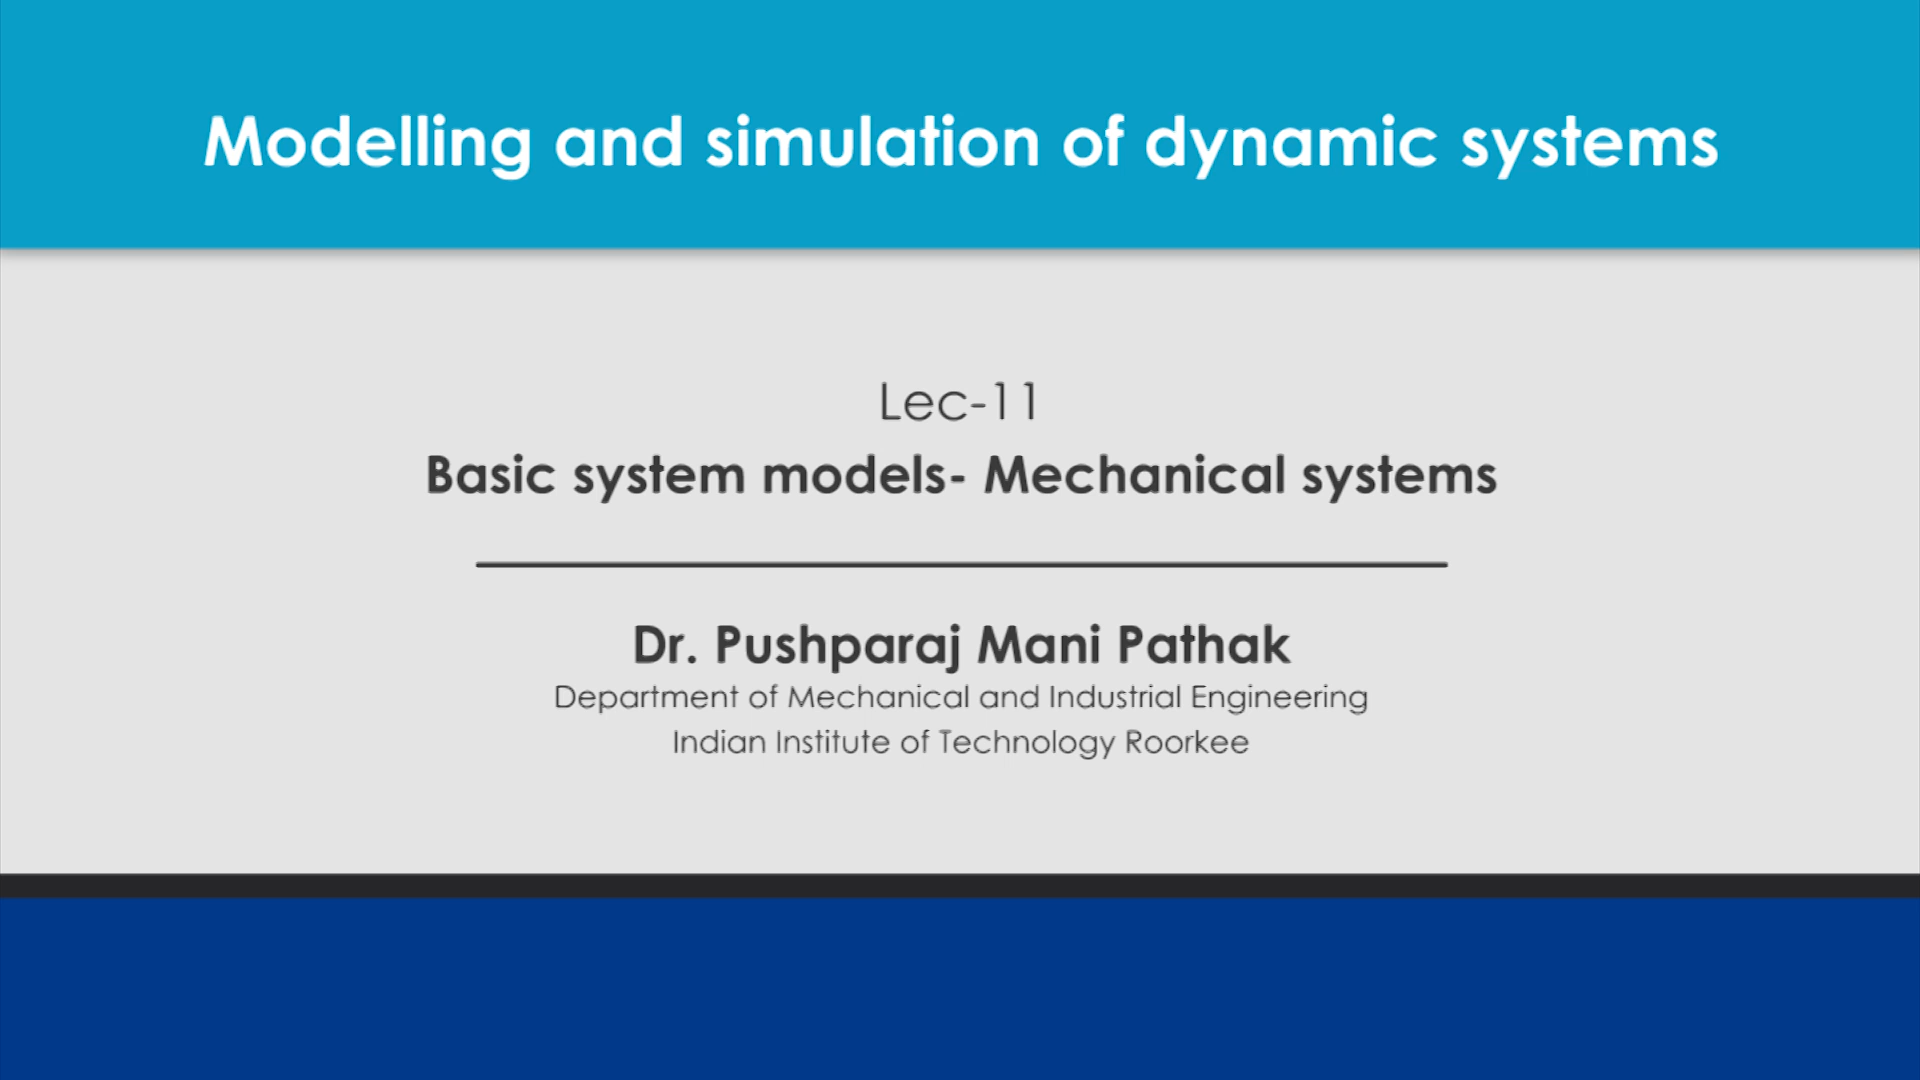 Modelling and simulation of dynamic systems
Lec-11
Basic system models- Mechanical systems
Dr. Pushparaj Mani Pathak
Department of Mechanical and Industrial Engineering
Indian Institute of Technology Roorkee